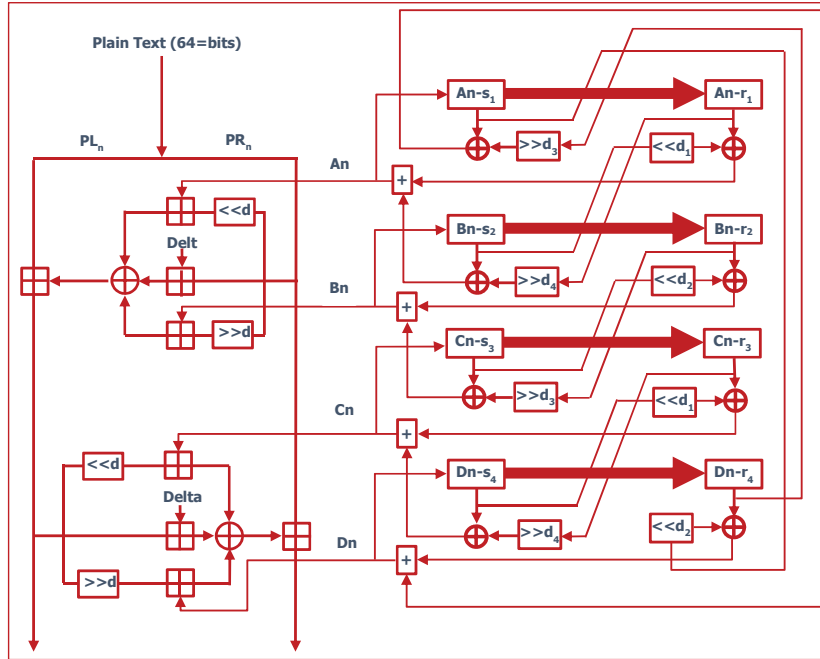 Plain Text (64=bits)
PLn
PRn
An
<<d
Delt
>>d
Bn
Cn
<<d
Delta
>>d
Dn
An-s1
An-r1
>>d3
<<d1
+
Bn-s2
Bn-r2
>>d4
<<d2
+
Cn-s3
Cn-r3
>>d3
<<d1
+
Dn-s4
Dn-r4
>>d4
<<d2
+